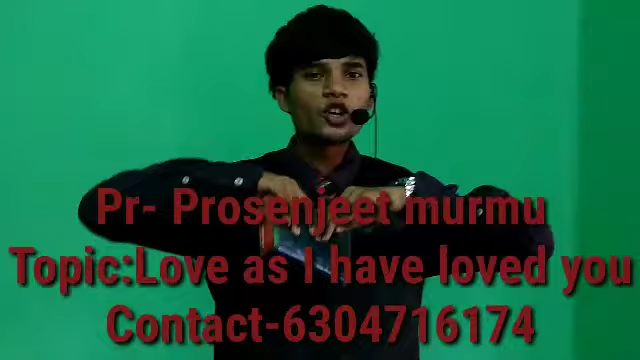 Pr- Prosenjeet murmu
Topic:Love as I have loved you
Contact-6304716174